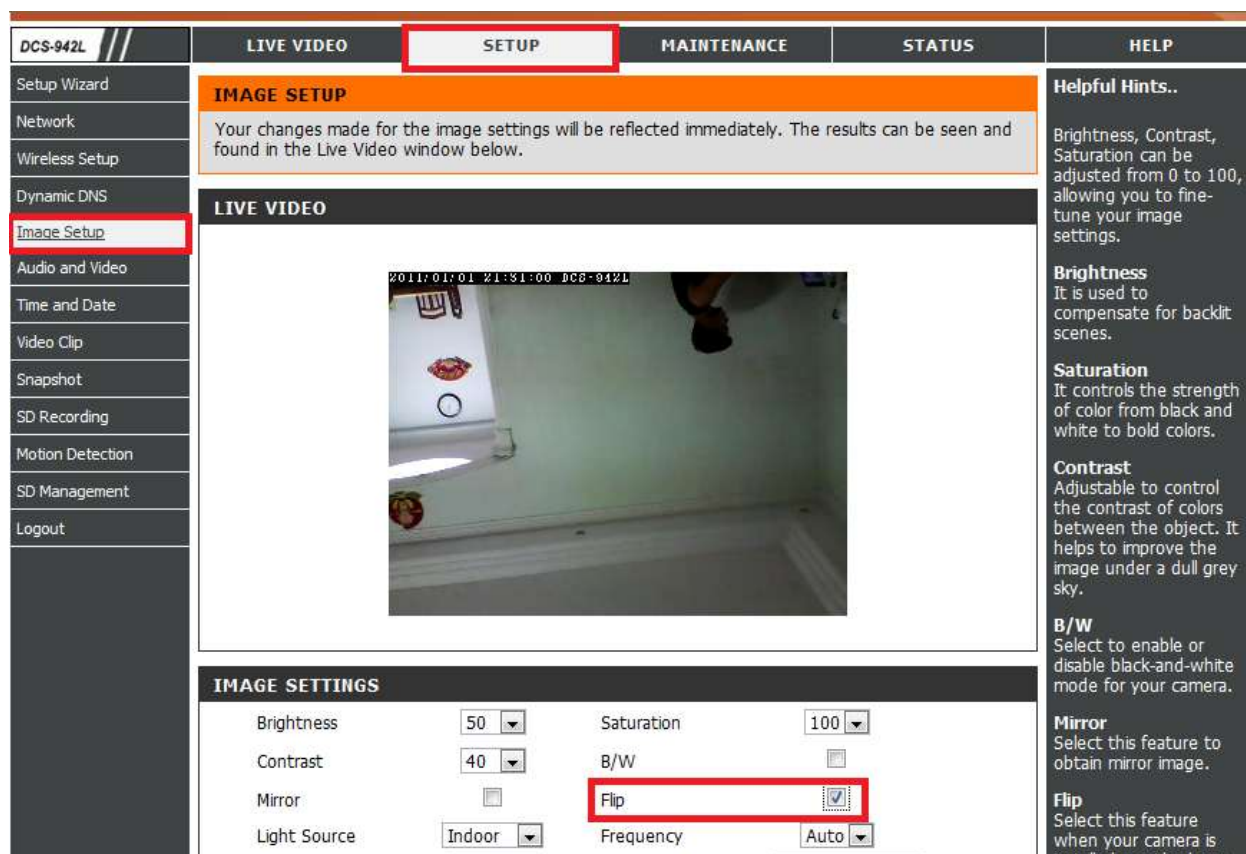 DCS-942L
LIVE VIDEO
SETUP
MAINTENANCE
STATUS
HELP
Setup Wizard
Network
Wireless Setup
Dynamic DNS
Image Setup
Audio and Video
Time and Date
Video Clip
Snapshot
SD Recording
Motion Detection
SD Management
Logout
IMAGE SETUP
Your changes made for the image settings will be reflected immediately. The results can be seen and
found in the Live Video window below.
LIVE VIDEO
2011/01/01 21:51:00 DCS-942L
IMAGE SETTINGS
Brightness 50 Saturation 100
Contrast 40 B/W
Mirror Flip
Light Source Indoor Frequency Auto
Helpful Hints..
Brightness, Contrast,
Saturation can be
adjusted from 0 to 100,
allowing you to fine-
tune your image
settings.
Brightness
It is used to
compensate for backlit
scenes.
Saturation
It controls the strength
of color from black and
white to bold colors.
Contrast
Adjustable to control
the contrast of colors
between the object. It
helps to improve the
image under a dull grey
sky.
B/W
Select to enable or
disable black-and-white
mode for your camera.
Mirror
Select this feature to
obtain mirror image.
Flip
Select this feature
when your camera is